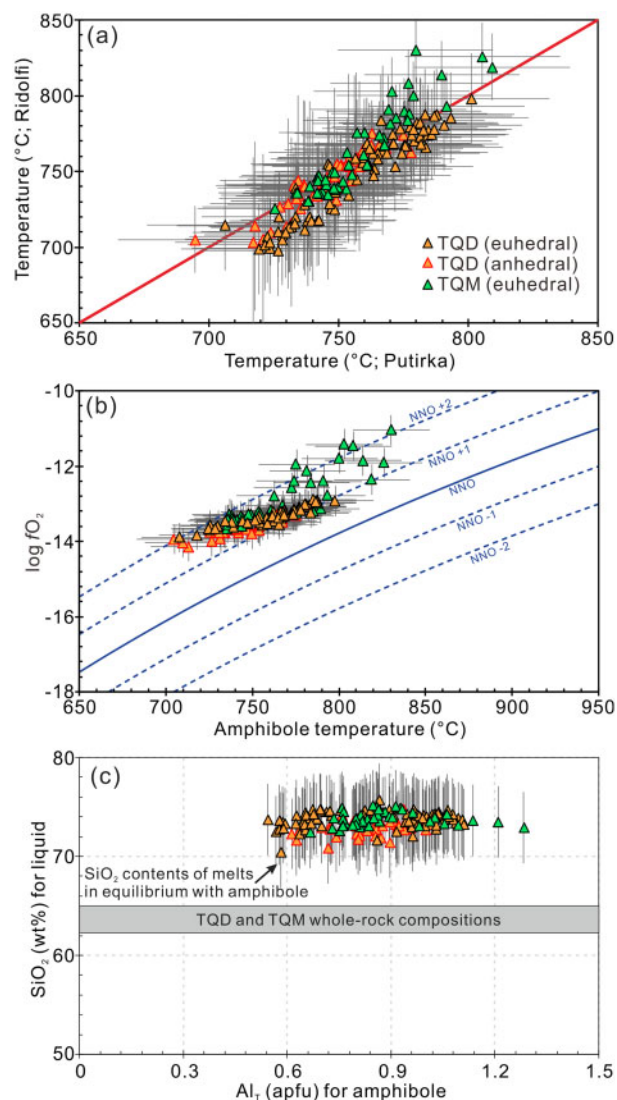 (a)
850
800
750
700
650
Temperature (°C; Ridolfi)
TQD (euhedral)
TQD (anhedral)
TQM (euhedral)
650
700
750
800
850
Temperature (°C; Putirka)
(b)
-10
-12
-14
-16
-18
log fO₂
NNO +2
NNO +1
NNO
NNO -1
NNO -2
650
700
750
800
850
900
950
Amphibole temperature (°C)
(c)
80
70
60
50
SiO₂ (wt%) for liquid
SiO₂ contents of melts
in equilibrium with amphibole
TQD and TQM whole-rock compositions
0
0.3
0.6
0.9
1.2
1.5
Al_T (apfu) for amphibole